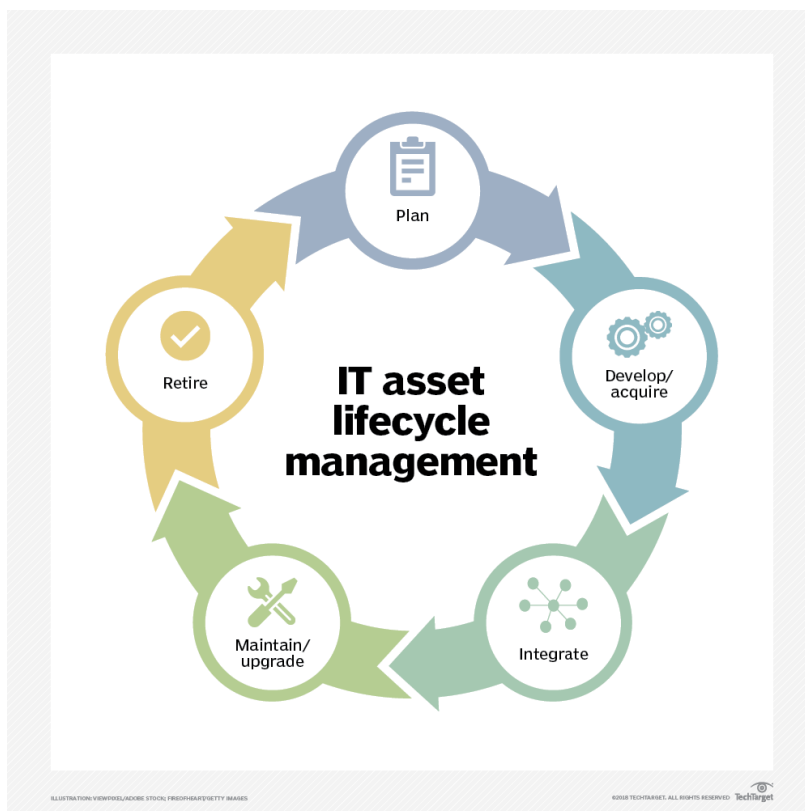 Plan
Develop/
acquire
Integrate
Maintain/
upgrade
Retire
IT asset
lifecycle
management
ILLUSTRATION: VIEWPIXEL/ADOBE STOCK; FIREOFHEART/GETTY IMAGES
©2018 TECHTARGET. ALL RIGHTS RESERVED TechTarget